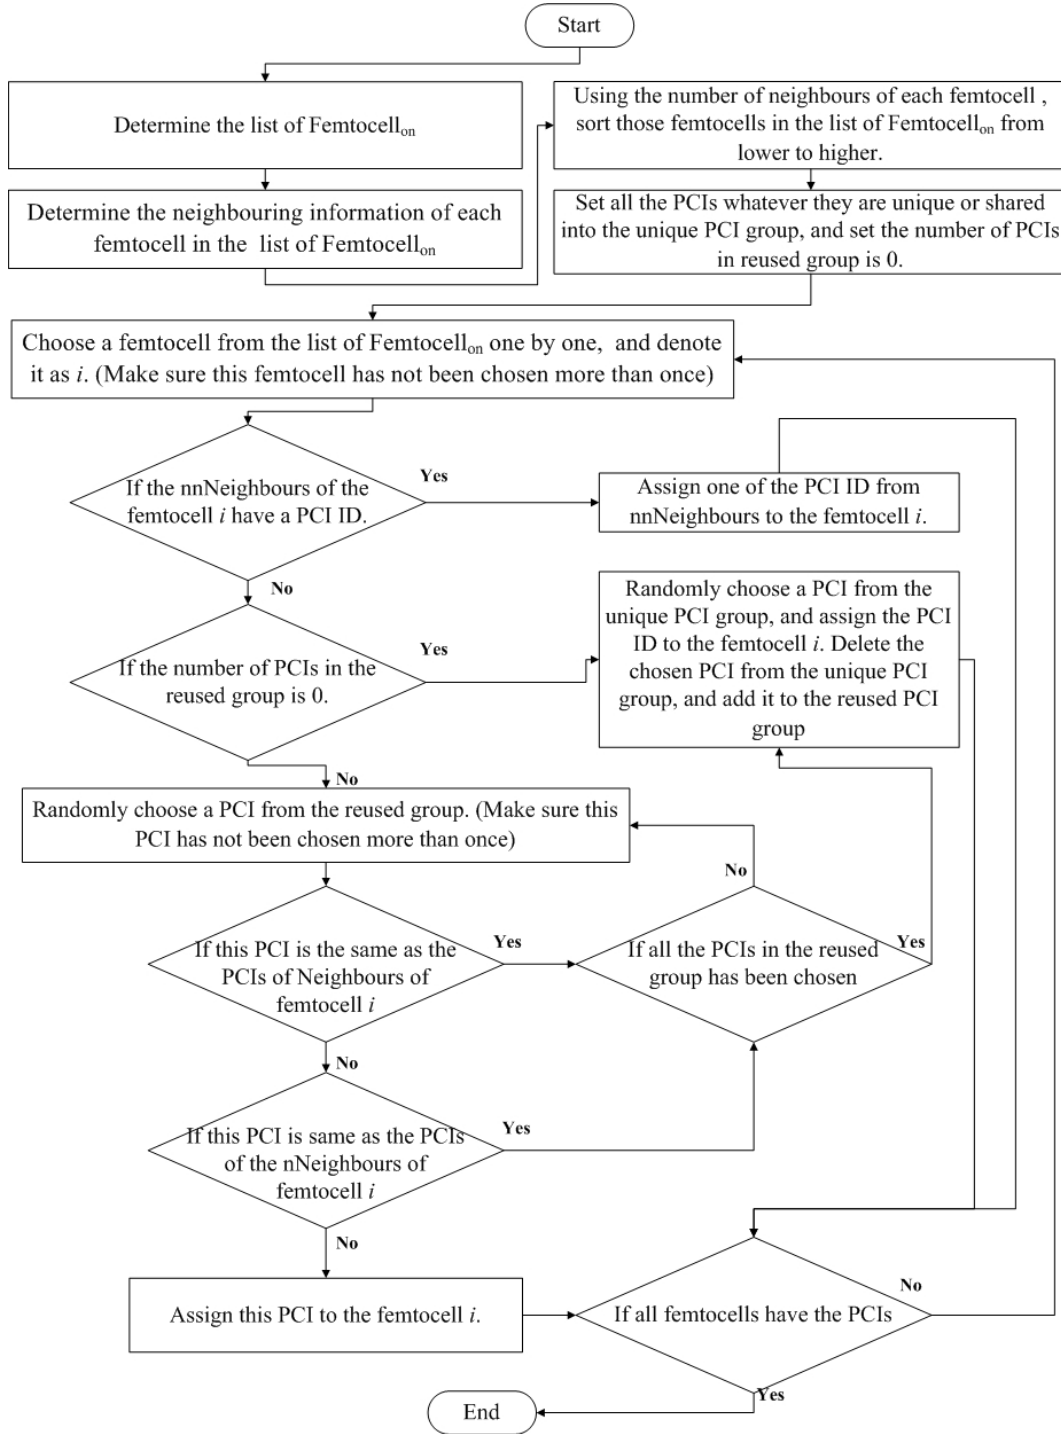 Start
Determine the list of Femtocellon
Determine the neighbouring information of each
femtocell in the list of Femtocellon
Using the number of neighbours of each femtocell ,
sort those femtocells in the list of Femtocellon from
lower to higher.
Set all the PCIs whatever they are unique or shared
into the unique PCI group, and set the number of PCIs
in reused group is 0.
Choose a femtocell from the list of Femtocellon one by one, and denote
it as i. (Make sure this femtocell has not been chosen more than once)
If the nnNeighbours of the
femtocell i have a PCI ID.
Yes
Assign one of the PCI ID from
nnNeighbours to the femtocell i.
No
If the number of PCIs in the
reused group is 0.
Yes
Randomly choose a PCI from the
unique PCI group, and assign the PCI
ID to the femtocell i. Delete the
chosen PCI from the unique PCI
group, and add it to the reused PCI
group
No
Randomly choose a PCI from the reused group. (Make sure this
PCI has not been chosen more than once)
If this PCI is the same as the
PCIs of Neighbours of
femtocell i
Yes
If all the PCIs in the reused
group has been chosen
No
Yes
No
If this PCI is same as the PCIs
of the nNeighbours of
femtocell i
Yes
No
Assign this PCI to the femtocell i.
If all femtocells have the PCIs
No
Yes
End